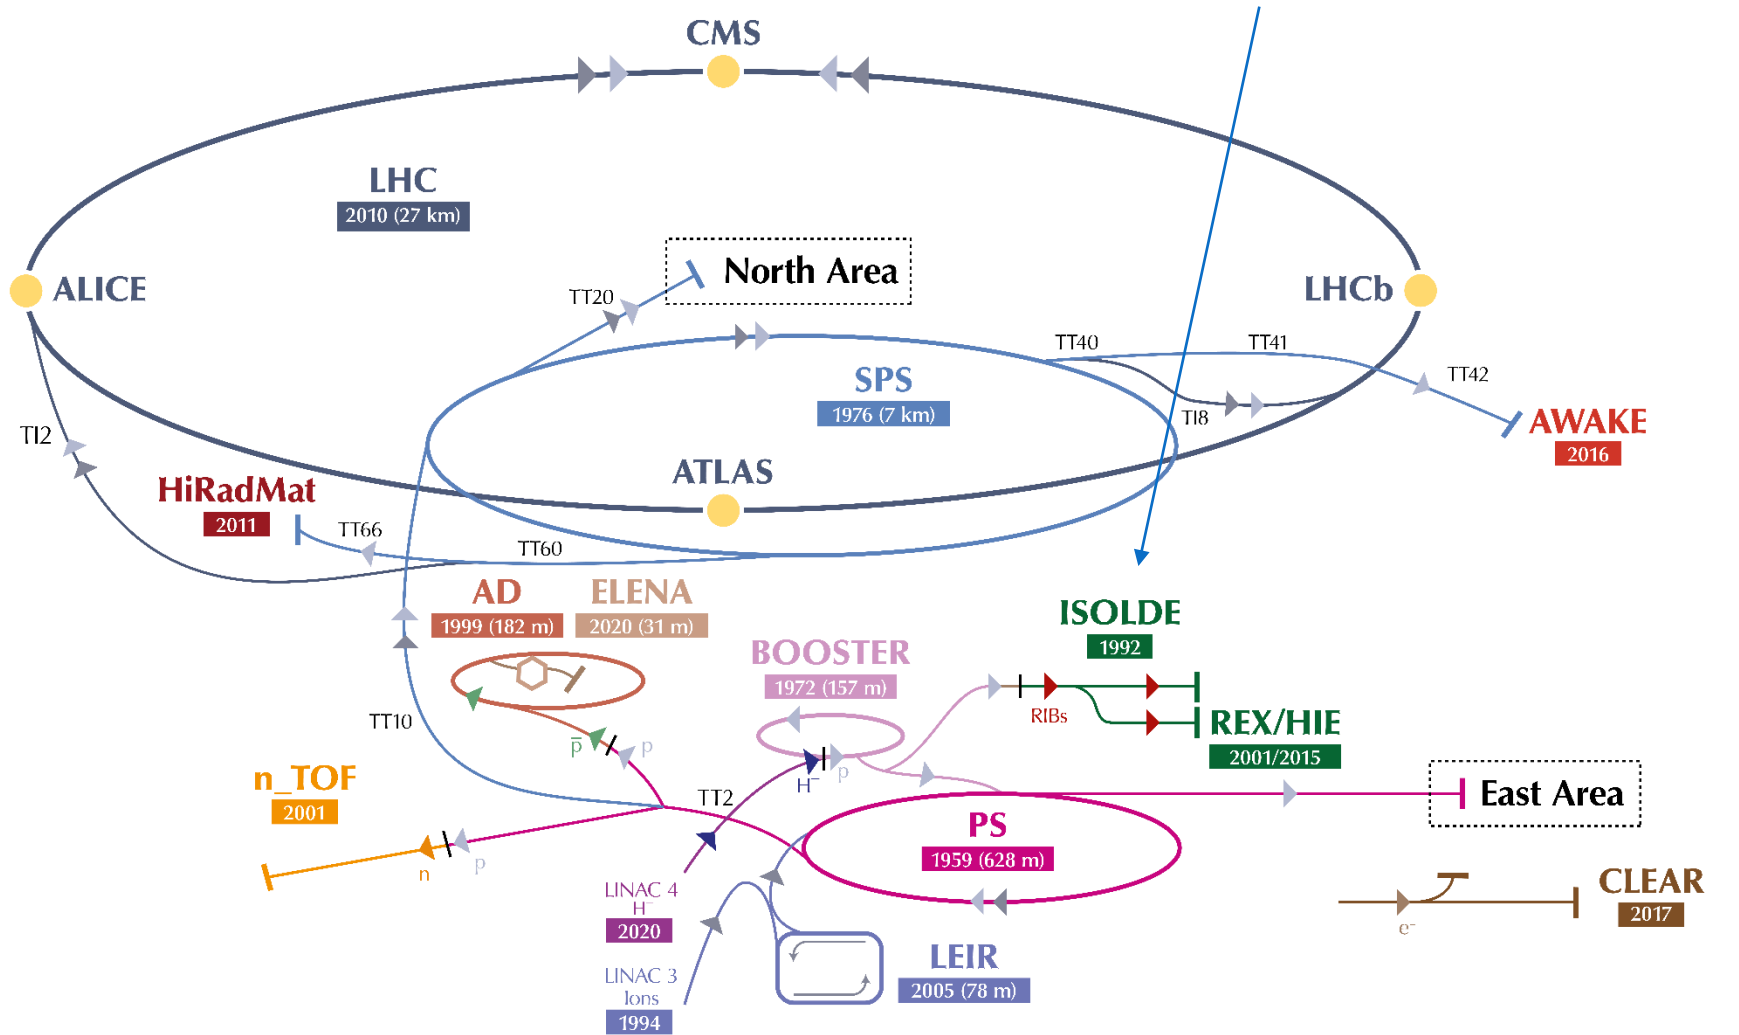 CMS
LHC
2010 (27 km)
North Area
ALICE
LHCb
TT20
TT40
TT41
TT42
SPS
1976 (7 km)
TI8
AWAKE
2016
TI2
ATLAS
HiRadMat
2011
TT66
TT60
AD
1999 (182 m)
ELENA
2020 (31 m)
ISOLDE
1992
BOOSTER
1972 (157 m)
RIBs
REX/HIE
2001/2015
TT10
p̅
p
H⁻
p
n_TOF
2001
TT2
East Area
PS
1959 (628 m)
n
p
LINAC 4
H⁻
2020
CLEAR
2017
e⁻
LEIR
2005 (78 m)
LINAC 3
Ions
1994